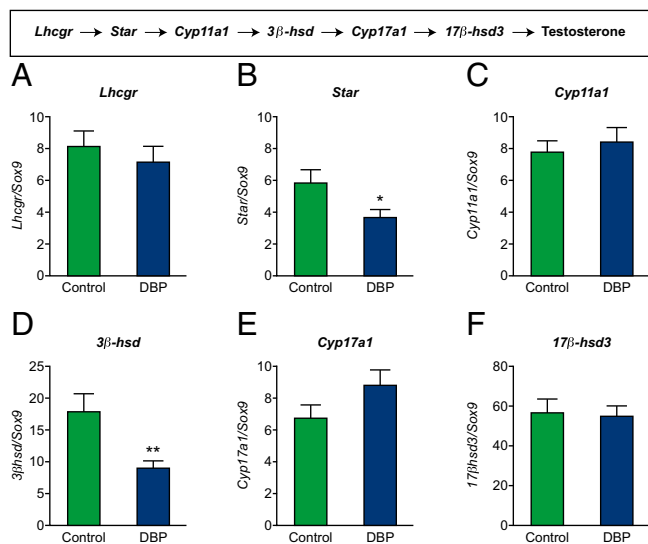 Lhcgr → Star → Cyp11a1 → 3β-hsd → Cyp17a1 → 17β-hsd3 → Testosterone
A
Lhcgr
Lhcgr/Sox9
10
8
6
4
2
0
Control DBP
B
Star
Star/Sox9
10
8
6
4
2
0
*
Control DBP
C
Cyp11a1
Cyp11a1/Sox9
10
8
6
4
2
0
Control DBP
D
3β-hsd
3βhsd/Sox9
25
20
15
10
5
0
**
Control DBP
E
Cyp17a1
Cyp17a1/Sox9
10
8
6
4
2
0
Control DBP
F
17β-hsd3
17βhsd3/Sox9
80
60
40
20
0
Control DBP